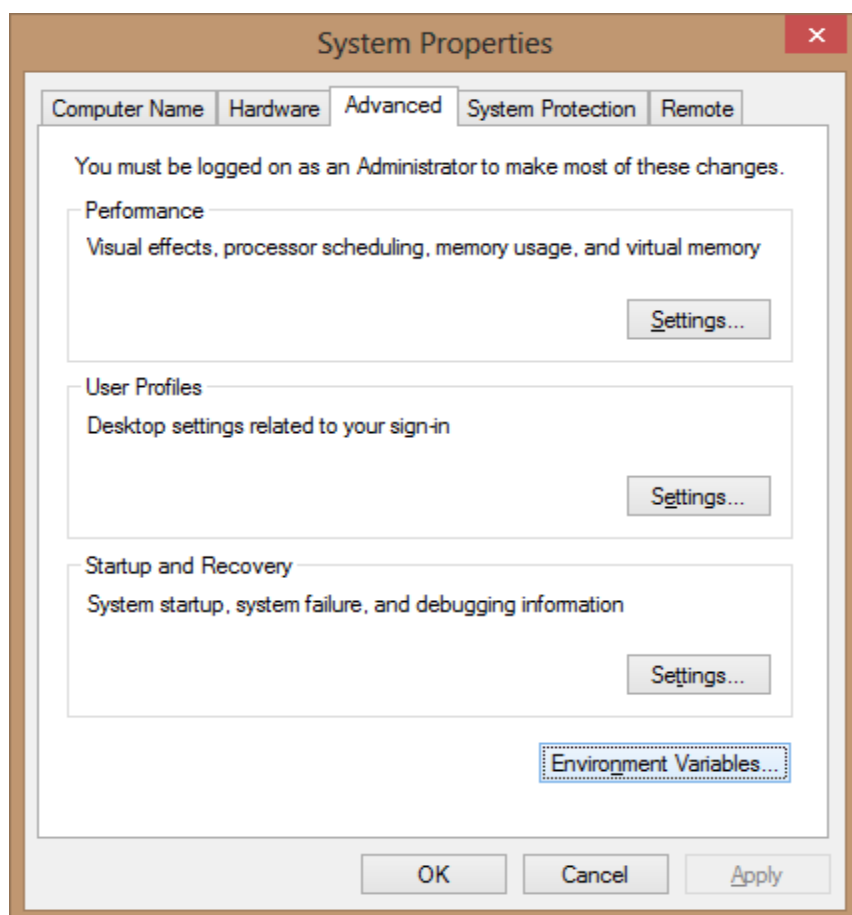 System Properties
×
Computer Name Hardware Advanced System Protection Remote
You must be logged on as an Administrator to make most of these changes.
Performance
Visual effects, processor scheduling, memory usage, and virtual memory
Settings...
User Profiles
Desktop settings related to your sign-in
Settings...
Startup and Recovery
System startup, system failure, and debugging information
Settings...
Environment Variables...
OK Cancel Apply